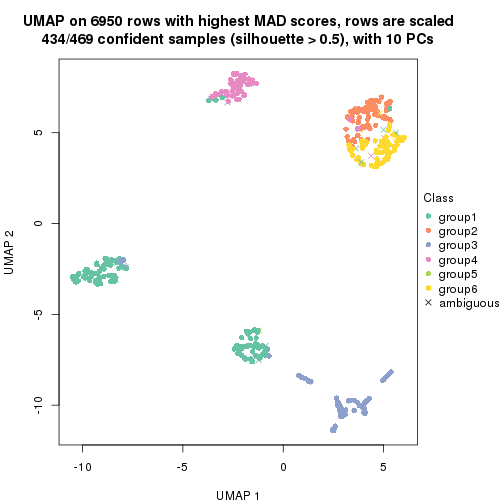 UMAP on 6950 rows with highest MAD scores, rows are scaled
434/469 confident samples (silhouette > 0.5), with 10 PCs
5
0
-5
-10
UMAP 2
-10
-5
0
5
UMAP 1
Class
group1
group2
group3
group4
group5
group6
ambiguous